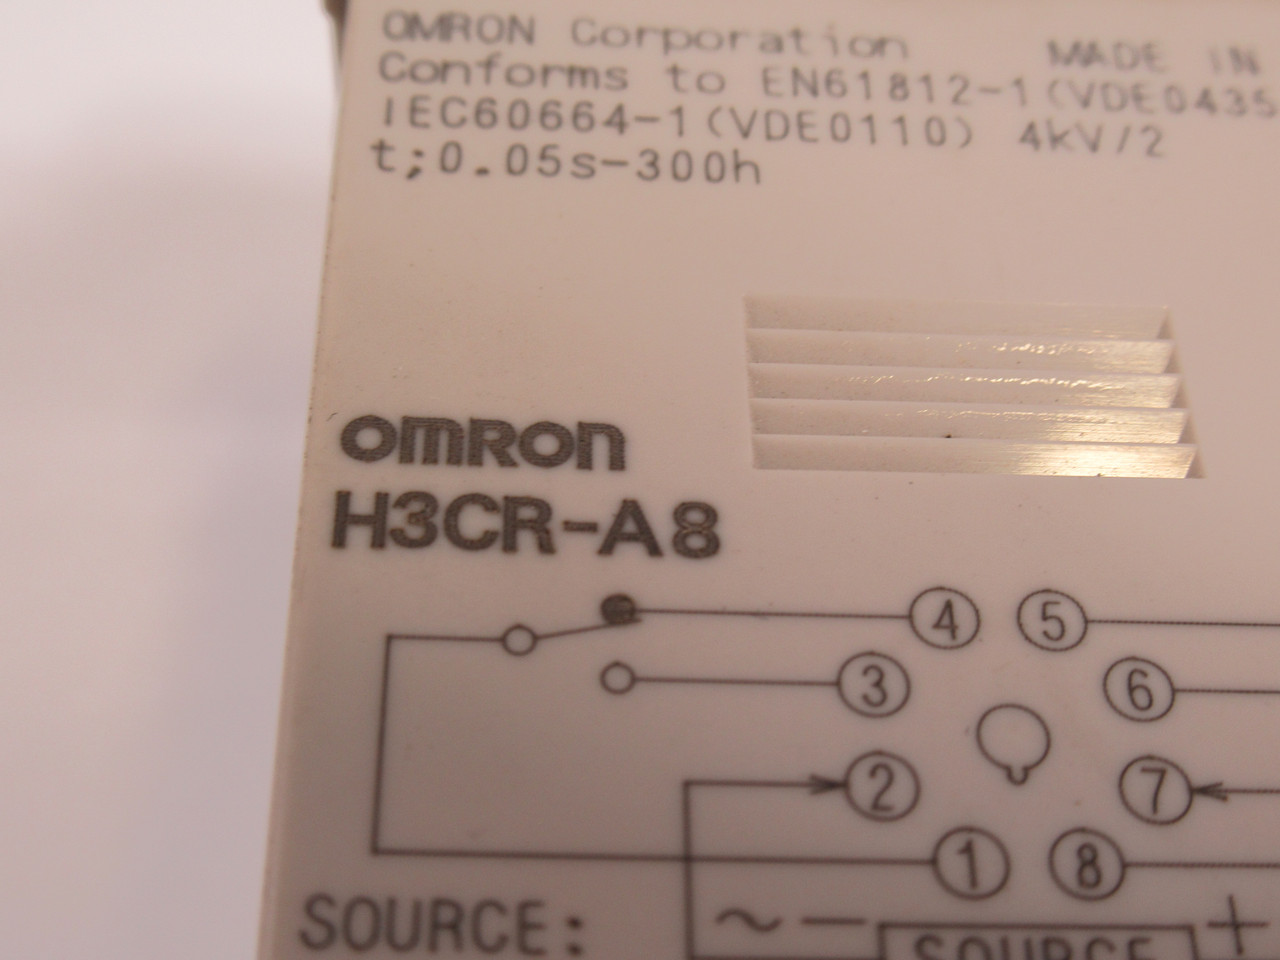 OMRON Corporation MADE IN
Conforms to EN61812-1(VDE0435
IEC60664-1(VDE0110) 4kV/2
t;0.05s-300h
omron
H3CR-A8
4 5
3 6
2 7
1 8
SOURCE: ~ − SOURCE +